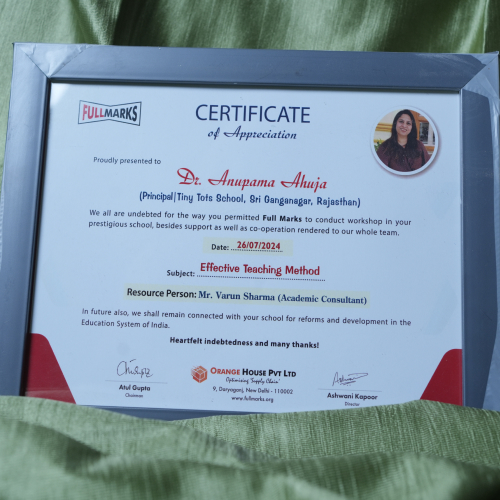 FULLMARKS
CERTIFICATE
of Appreciation
Proudly presented to
Dr. Anupama Ahuja
(Principal|Tiny Tots School, Sri Ganganagar, Rajasthan)
We all are undebted for the way you permitted Full Marks to conduct workshop in your
prestigious school, besides support as well as co-operation rendered to our whole team.
Date: 26/07/2024
Subject: Effective Teaching Method
Resource Person: Mr. Varun Sharma (Academic Consultant)
In future also, we shall remain connected with your school for reforms and development in the
Education System of India.
Heartfelt indebtedness and many thanks!
Atul Gupta
Chairman
ORANGE HOUSE PVT LTD
Optimising Supply Chain
9, Daryaganj, New Delhi - 110002
www.fullmarks.org
Ashwani Kapoor
Director